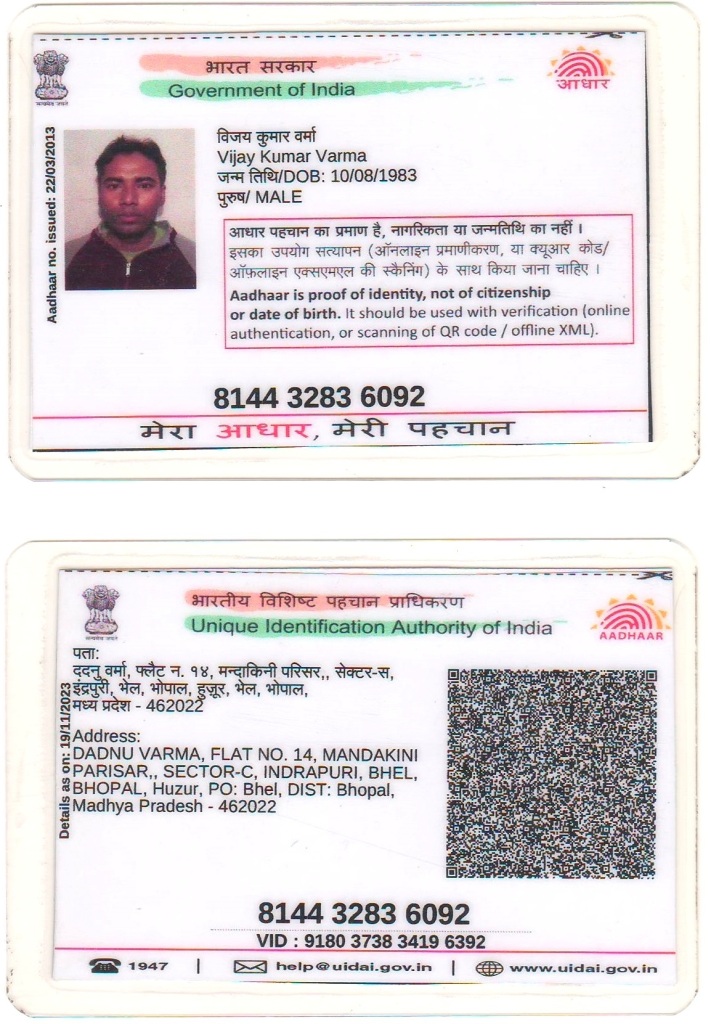 भारत सरकार
Government of India
आधार
Aadhaar no. issued: 22/03/2013
विजय कुमार वर्मा
Vijay Kumar Varma
जन्म तिथि/DOB: 10/08/1983
पुरुष/ MALE
आधार पहचान का प्रमाण है, नागरिकता या जन्मतिथि का नहीं ।
इसका उपयोग सत्यापन (ऑनलाइन प्रमाणीकरण, या क्यूआर कोड/
ऑफ़लाइन एक्सएमएल की स्कैनिंग) के साथ किया जाना चाहिए ।
Aadhaar is proof of identity, not of citizenship
or date of birth. It should be used with verification (online
authentication, or scanning of QR code / offline XML).
8144 3283 6092
मेरा आधार, मेरी पहचान
भारतीय विशिष्ट पहचान प्राधिकरण
Unique Identification Authority of India
AADHAAR
Details as on: 19/11/2023
पता:
ददनु वर्मा, फ्लैट न. १४, मन्दाकिनी परिसर,, सेक्टर-स,
इंद्रपुरी, भेल, भोपाल, हुज़ूर, भेल, भोपाल,
मध्य प्रदेश - 462022
Address:
DADNU VARMA, FLAT NO. 14, MANDAKINI
PARISAR,, SECTOR-C, INDRAPURI, BHEL,
BHOPAL, Huzur, PO: Bhel, DIST: Bhopal,
Madhya Pradesh - 462022
8144 3283 6092
VID : 9180 3738 3419 6392
1947 | help@uidai.gov.in | www.uidai.gov.in